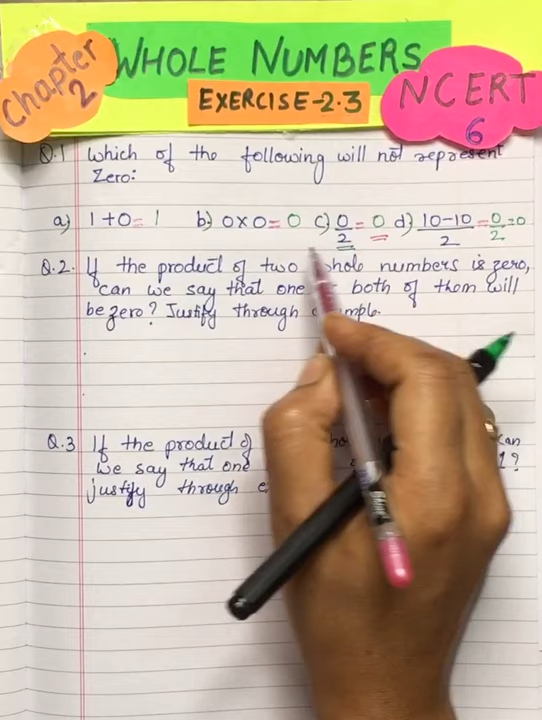 Chapter 2
WHOLE NUMBERS
EXERCISE-2.3
NCERT
6
Q.1 Which of the following will not represent
Zero:
a) 1+0=1 b) 0×0=0 c) 0/2=0 d) 10-10/2=0/2=0
Q.2. If the product of two whole numbers is zero,
can we say that one both of them will
be zero? Justify through
Q.3 If the product of can
we say that one 1?
justify through